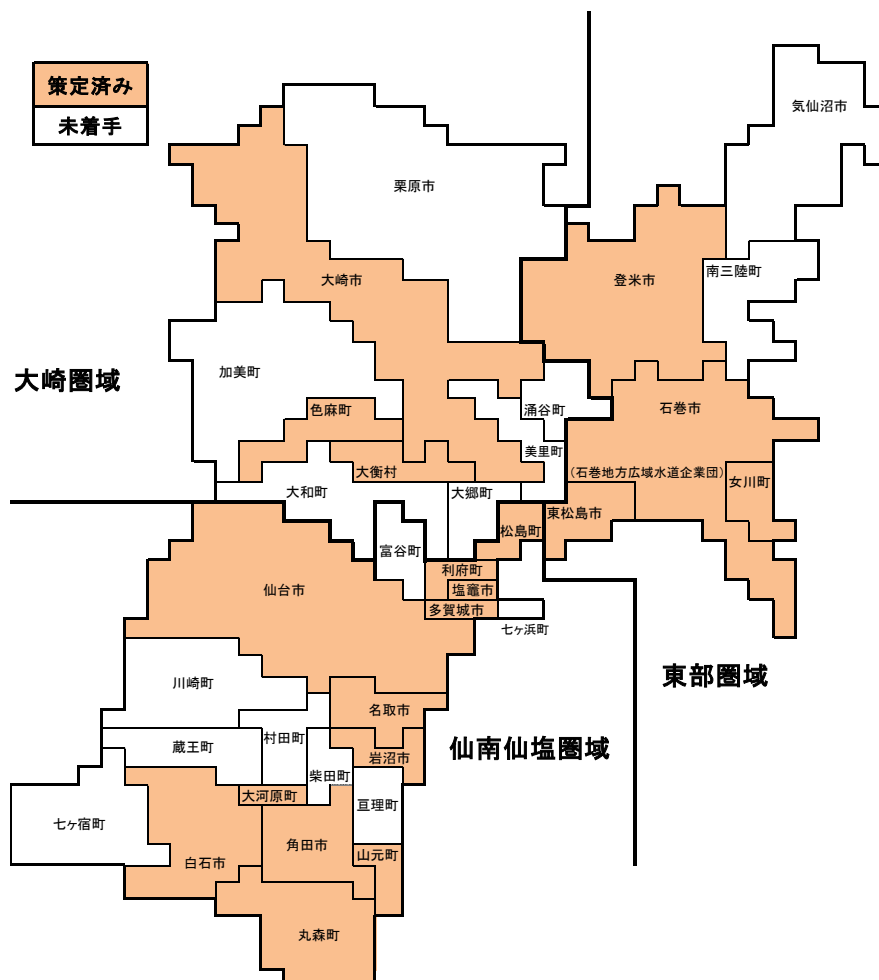 策定済み
未着手
気仙沼市
栗原市
南三陸町
大崎市
登米市
加美町
大崎圏域
色麻町
涌谷町
石巻市
美里町
大衡村
(石巻地方広域水道企業団)
女川町
大和町
大郷町
東松島市
松島町
富谷町
利府町
仙台市
塩竈市
多賀城市
七ヶ浜町
東部圏域
川崎町
名取市
村田町
仙南仙塩圏域
蔵王町
岩沼市
柴田町
大河原町
亘理町
七ヶ宿町
角田市
山元町
白石市
丸森町